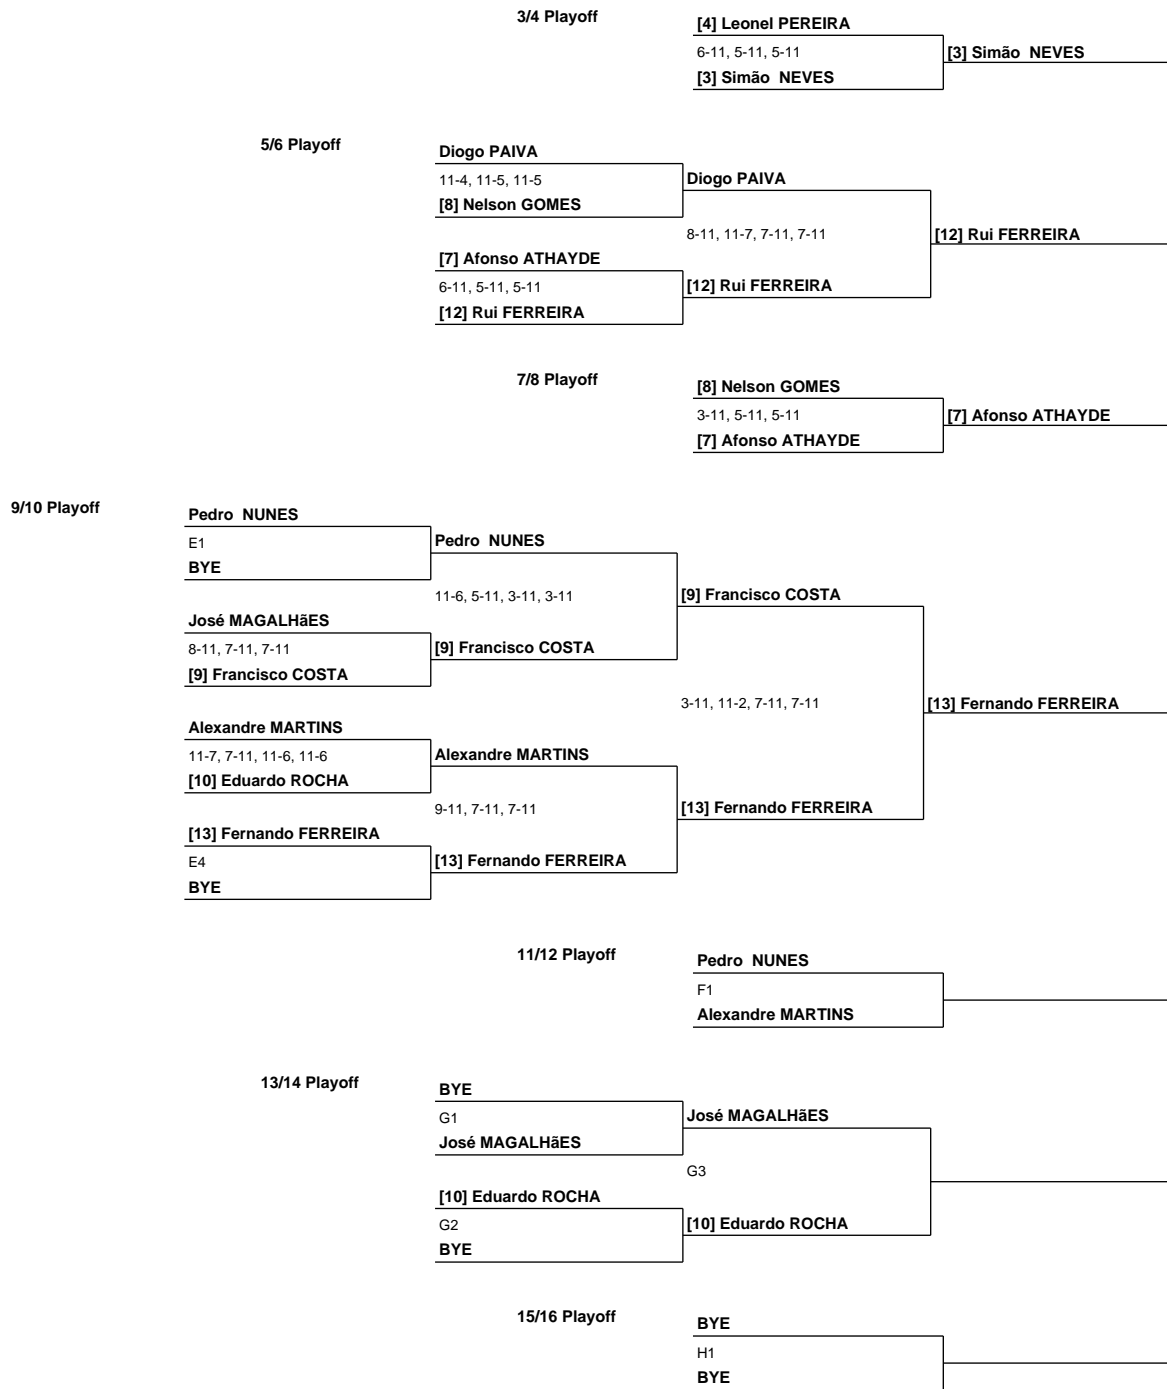 3/4 Playoff
[4] Leonel PEREIRA
6-11, 5-11, 5-11
[3] Simão  NEVES
[3] Simão  NEVES
5/6 Playoff
Diogo PAIVA
11-4, 11-5, 11-5
Diogo PAIVA
[8] Nelson GOMES
8-11, 11-7, 7-11, 7-11
[12] Rui FERREIRA
[7] Afonso ATHAYDE
6-11, 5-11, 5-11
[12] Rui FERREIRA
[12] Rui FERREIRA
7/8 Playoff
[8] Nelson GOMES
3-11, 5-11, 5-11
[7] Afonso ATHAYDE
[7] Afonso ATHAYDE
9/10 Playoff
Pedro  NUNES
E1
Pedro  NUNES
BYE
11-6, 5-11, 3-11, 3-11
[9] Francisco COSTA
José MAGALHãES
8-11, 7-11, 7-11
[9] Francisco COSTA
[9] Francisco COSTA
3-11, 11-2, 7-11, 7-11
[13] Fernando FERREIRA
Alexandre MARTINS
11-7, 7-11, 11-6, 11-6
Alexandre MARTINS
[10] Eduardo ROCHA
9-11, 7-11, 7-11
[13] Fernando FERREIRA
[13] Fernando FERREIRA
E4
[13] Fernando FERREIRA
BYE
11/12 Playoff
Pedro  NUNES
F1
Alexandre MARTINS
13/14 Playoff
BYE
G1
José MAGALHãES
José MAGALHãES
G3
[10] Eduardo ROCHA
G2
[10] Eduardo ROCHA
BYE
15/16 Playoff
BYE
H1
BYE